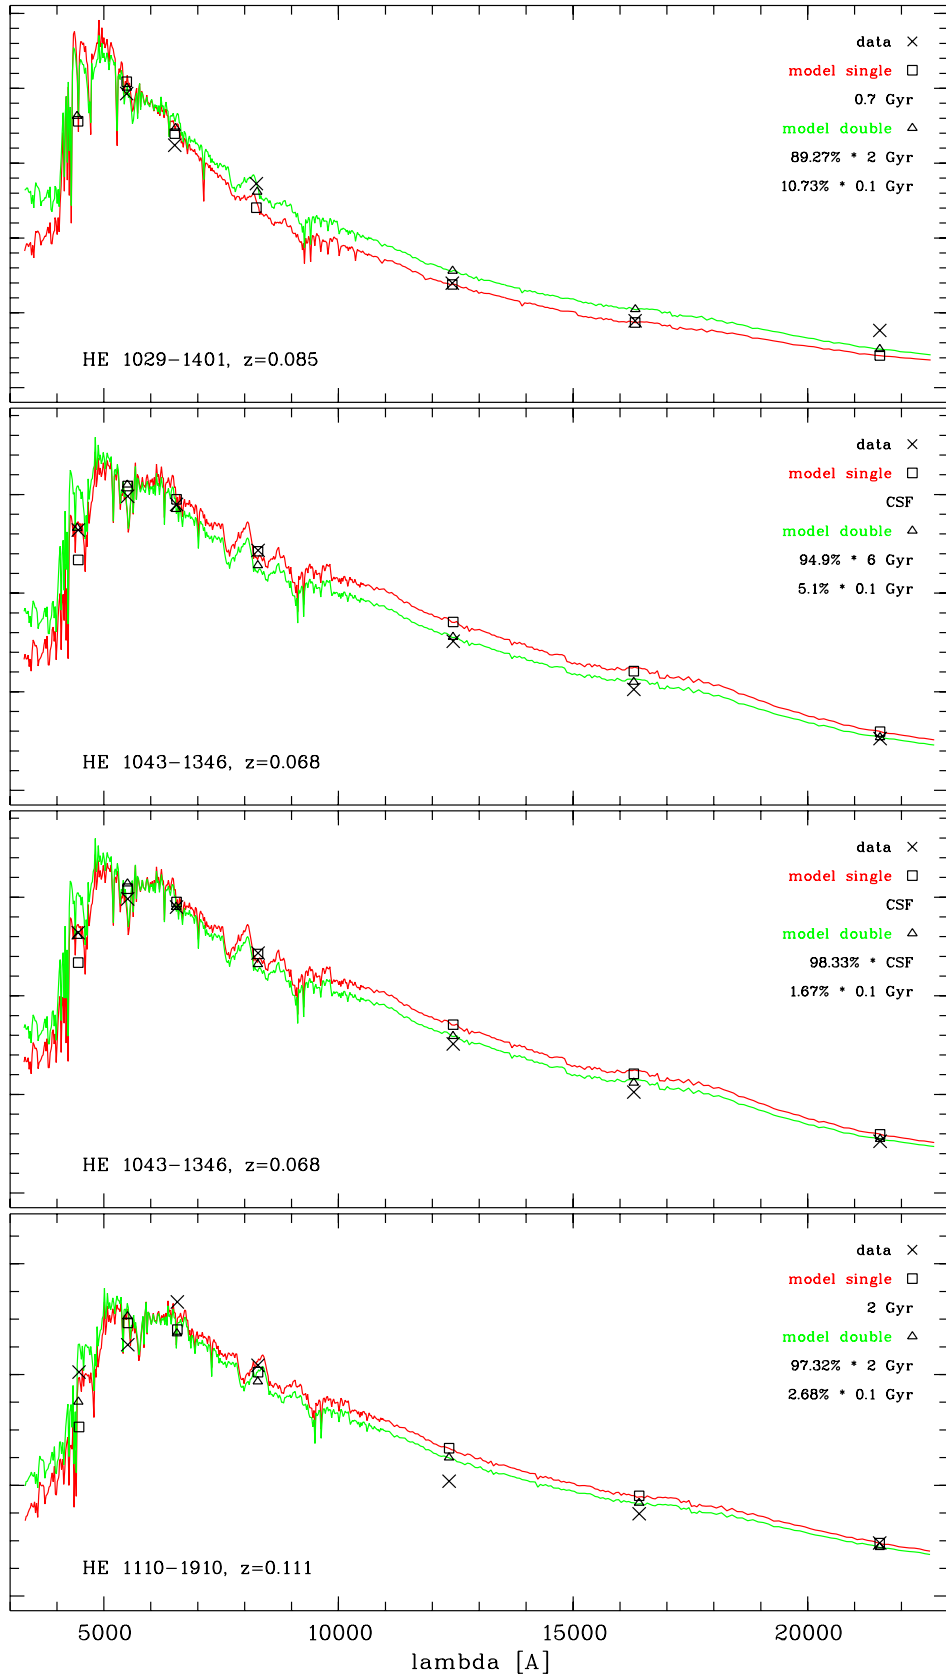 data ×
model single □
0.7 Gyr
model double △
89.27% * 2 Gyr
10.73% * 0.1 Gyr
HE 1029−1401, z=0.085
data ×
model single □
CSF
model double △
94.9% * 6 Gyr
5.1% * 0.1 Gyr
HE 1043−1346, z=0.068
data ×
model single □
CSF
model double △
98.33% * CSF
1.67% * 0.1 Gyr
HE 1043−1346, z=0.068
data ×
model single □
2 Gyr
model double △
97.32% * 2 Gyr
2.68% * 0.1 Gyr
HE 1110−1910, z=0.111
5000 10000 15000 20000
lambda [A]